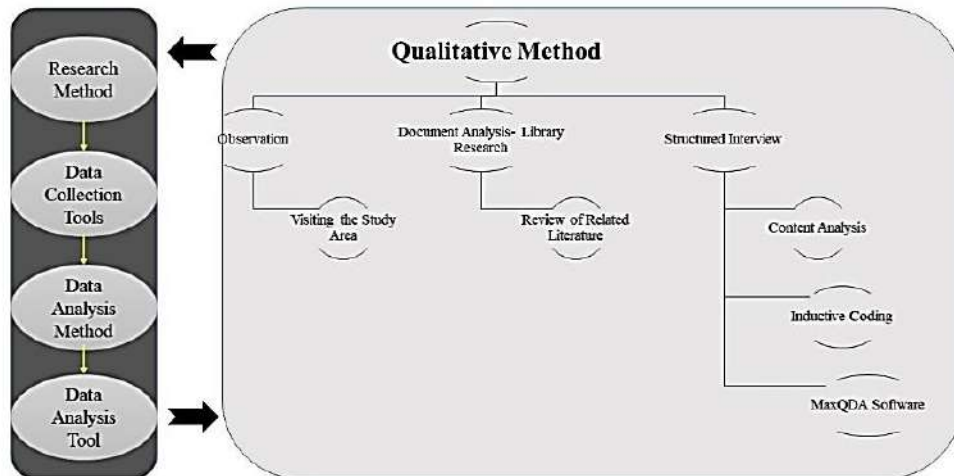 Research
Method
Data
Collection
Tools
Data
Analysis
Method
Data
Analysis
Tool
Qualitative Method
Observation
Document Analysis- Library
Research
Structured Interview
Visiting the Study
Area
Review of Related
Literature
Content Analysis
Inductive Coding
MaxQDA Software